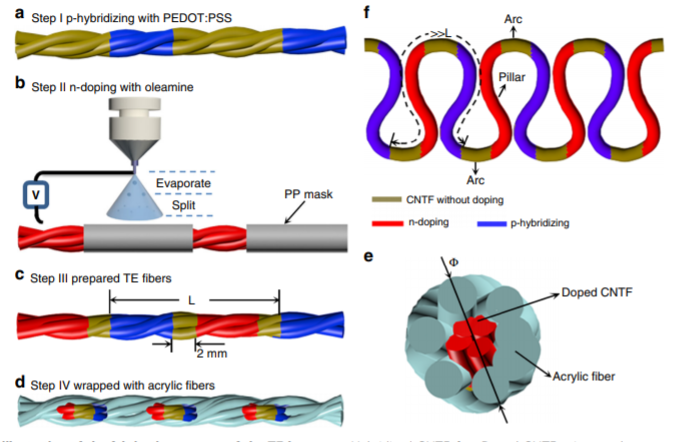 a Step I p-hybridizing with PEDOT:PSS
b Step II n-doping with oleamine
V
Evaporate
Split
PP mask
c Step III prepared TE fibers
L
2 mm
d Step IV wrapped with acrylic fibers
f
>>L
Arc
Pillar
Arc
CNTF without doping
n-doping
p-hybridizing
e
Φ
Doped CNTF
Acrylic fiber